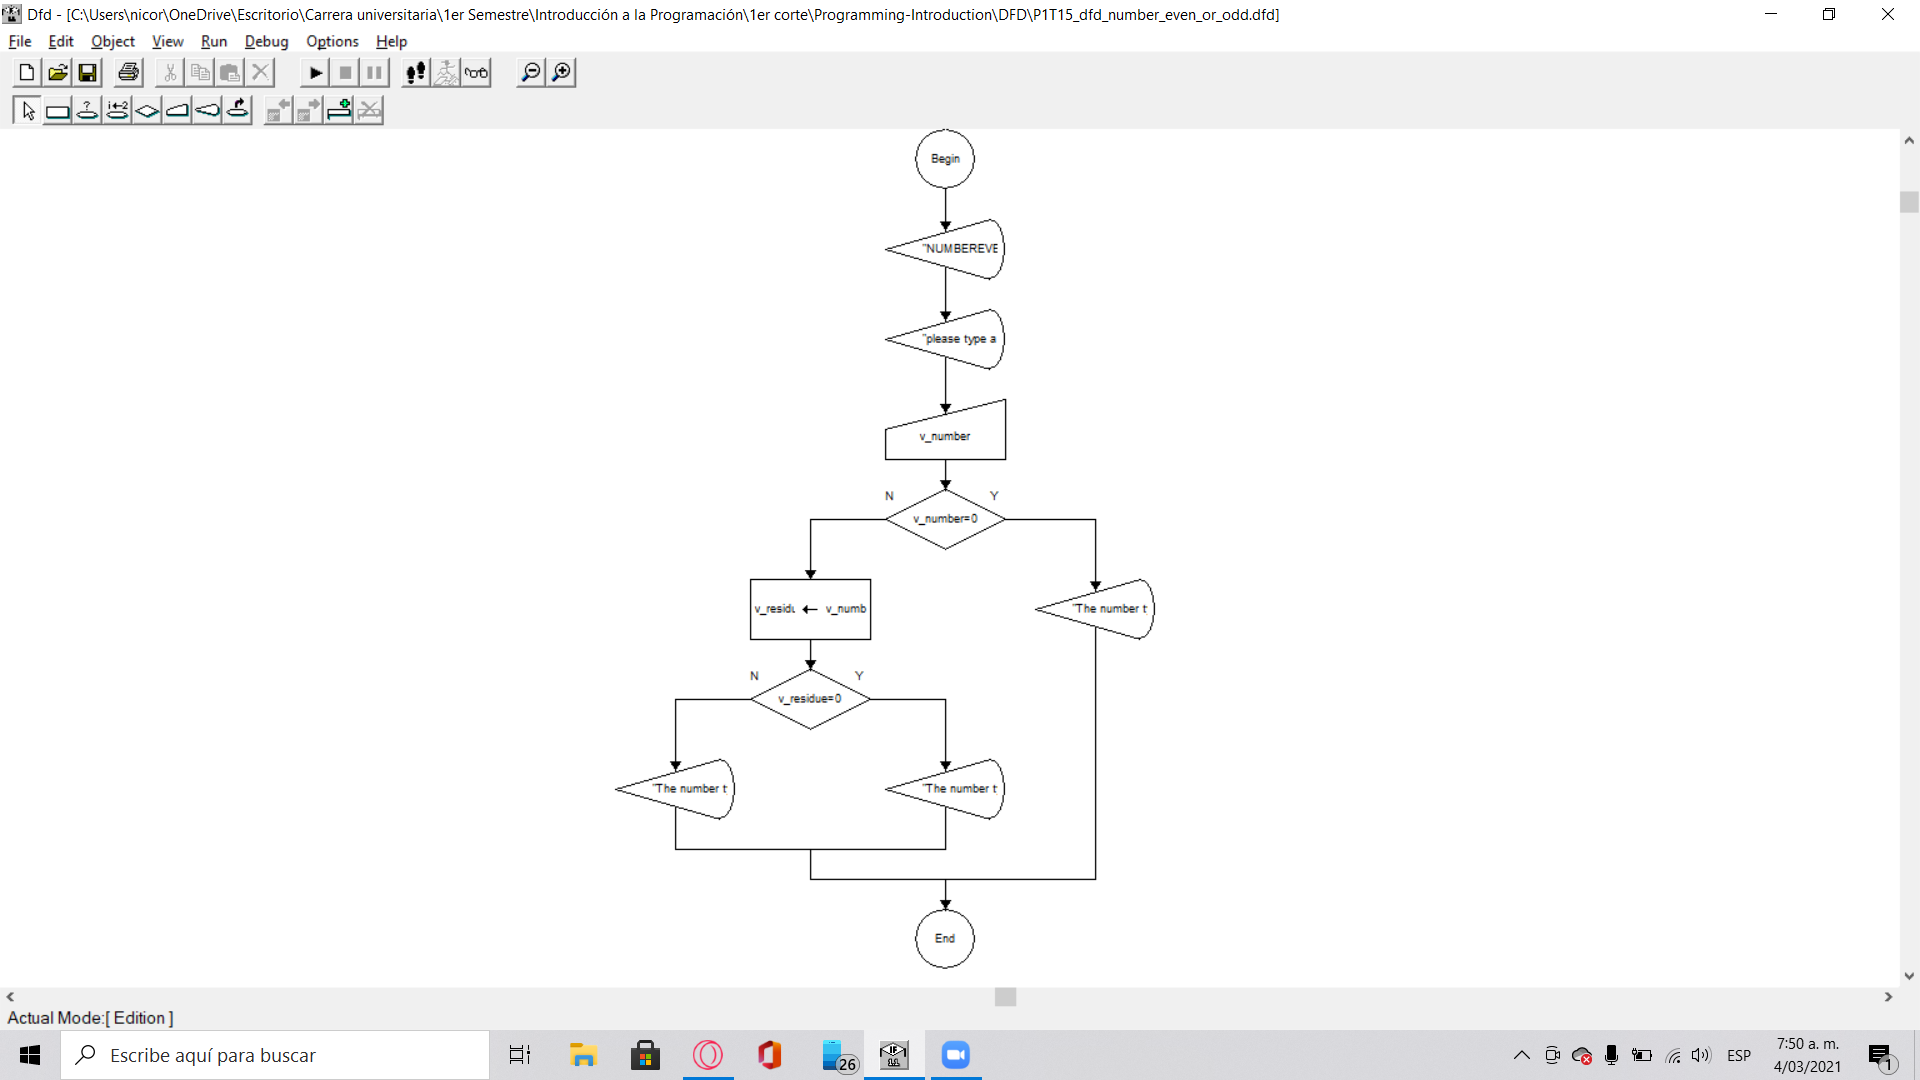 Dfd - [C:\Users\nicor\OneDrive\Escritorio\Carrera universitaria\1er Semestre\Introducción a la Programación\1er corte\Programming-Introduction\DFD\P1T15_dfd_number_even_or_odd.dfd]
File Edit Object View Run Debug Options Help
Begin
"NUMBEREVE
"please type a
v_number
N Y
v_number=0
v_residu ← v_numb
"The number t
N Y
v_residue=0
"The number t
"The number t
End
Actual Mode:[ Edition ]
Escribe aquí para buscar
26
ESP
7:50 a. m.
4/03/2021
1